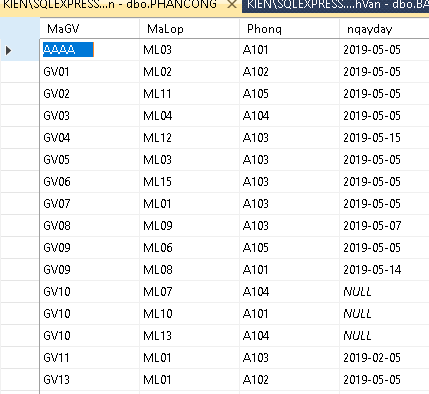 KIEN\SQLEXPRESS...n - dbo.PHANCONG KIEN\SQLEXPRESS....hVan - dbo.BA
MaGV MaLop Phong ngayday
AAAA ML03 A101 2019-05-05
GV01 ML02 A102 2019-05-05
GV02 ML11 A105 2019-05-05
GV03 ML04 A104 2019-05-05
GV04 ML12 A103 2019-05-15
GV05 ML03 A103 2019-05-05
GV06 ML15 A103 2019-05-05
GV07 ML01 A103 2019-05-05
GV08 ML09 A103 2019-05-07
GV09 ML06 A105 2019-05-05
GV09 ML08 A101 2019-05-14
GV10 ML07 A104 NULL
GV10 ML10 A101 NULL
GV10 ML13 A104 NULL
GV11 ML01 A103 2019-02-05
GV13 ML01 A102 2019-05-05